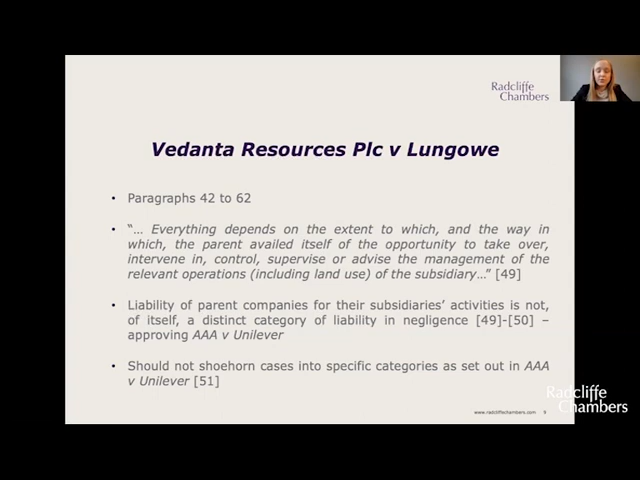 Radcliffe
Chambers
Vedanta Resources Plc v Lungowe
• Paragraphs 42 to 62
• “… Everything depends on the extent to which, and the way in
which, the parent availed itself of the opportunity to take over,
intervene in, control, supervise or advise the management of the
relevant operations (including land use) of the subsidiary…” [49]
• Liability of parent companies for their subsidiaries’ activities is not,
of itself, a distinct category of liability in negligence [49]-[50] –
approving AAA v Unilever
• Should not shoehorn cases into specific categories as set out in AAA
v Unilever [51]
Radcliffe
Chambers
www.radcliffechambers.com 9